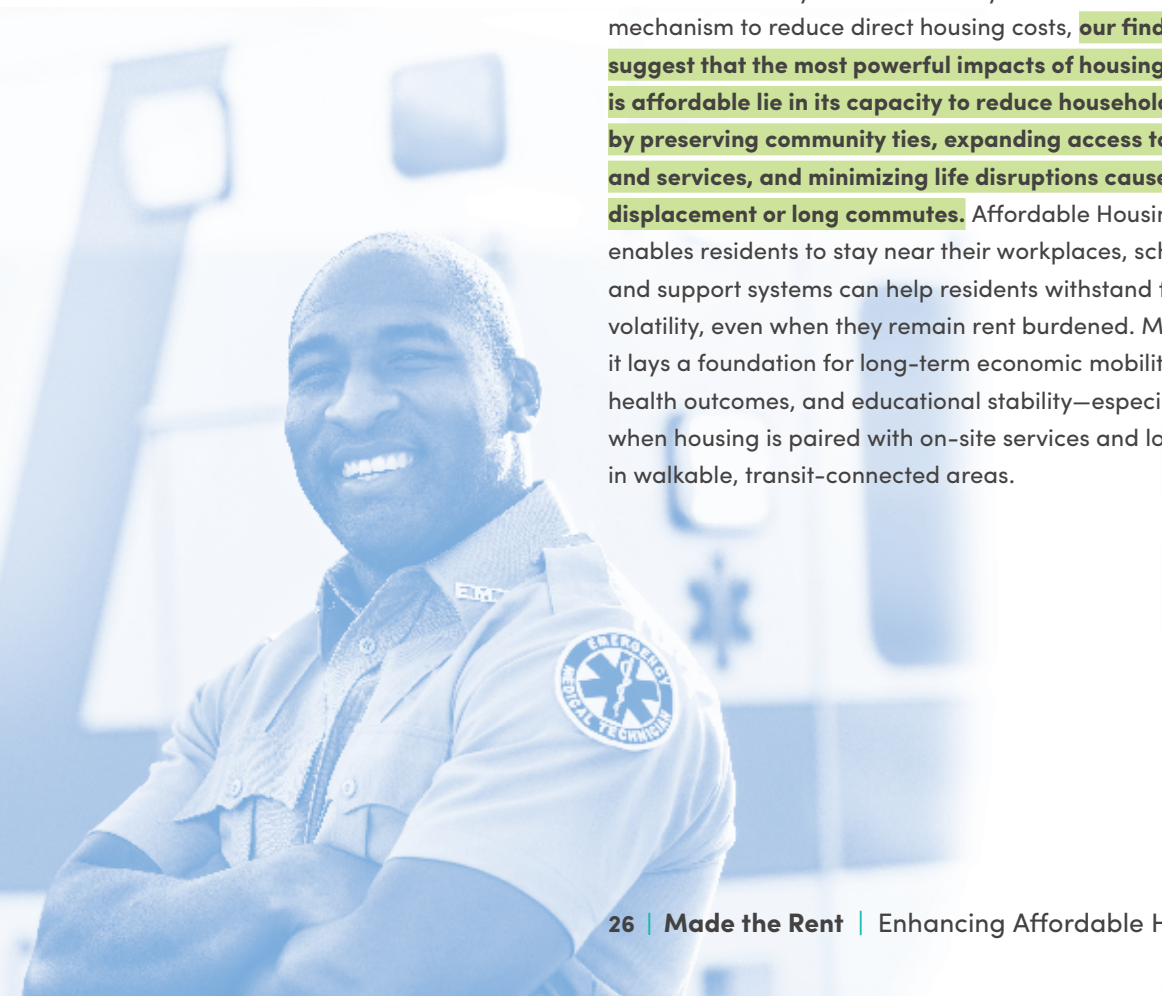 mechanism to reduce direct housing costs, our find
suggest that the most powerful impacts of housing
is affordable lie in its capacity to reduce househol
by preserving community ties, expanding access to
and services, and minimizing life disruptions cause
displacement or long commutes. Affordable Housi
enables residents to stay near their workplaces, sch
and support systems can help residents withstand
volatility, even when they remain rent burdened. M
it lays a foundation for long-term economic mobilit
health outcomes, and educational stability—especi
when housing is paired with on-site services and lo
in walkable, transit-connected areas.
EMT
EMERGENCY
MEDICAL TECHNICIAN
26 | Made the Rent | Enhancing Affordable H